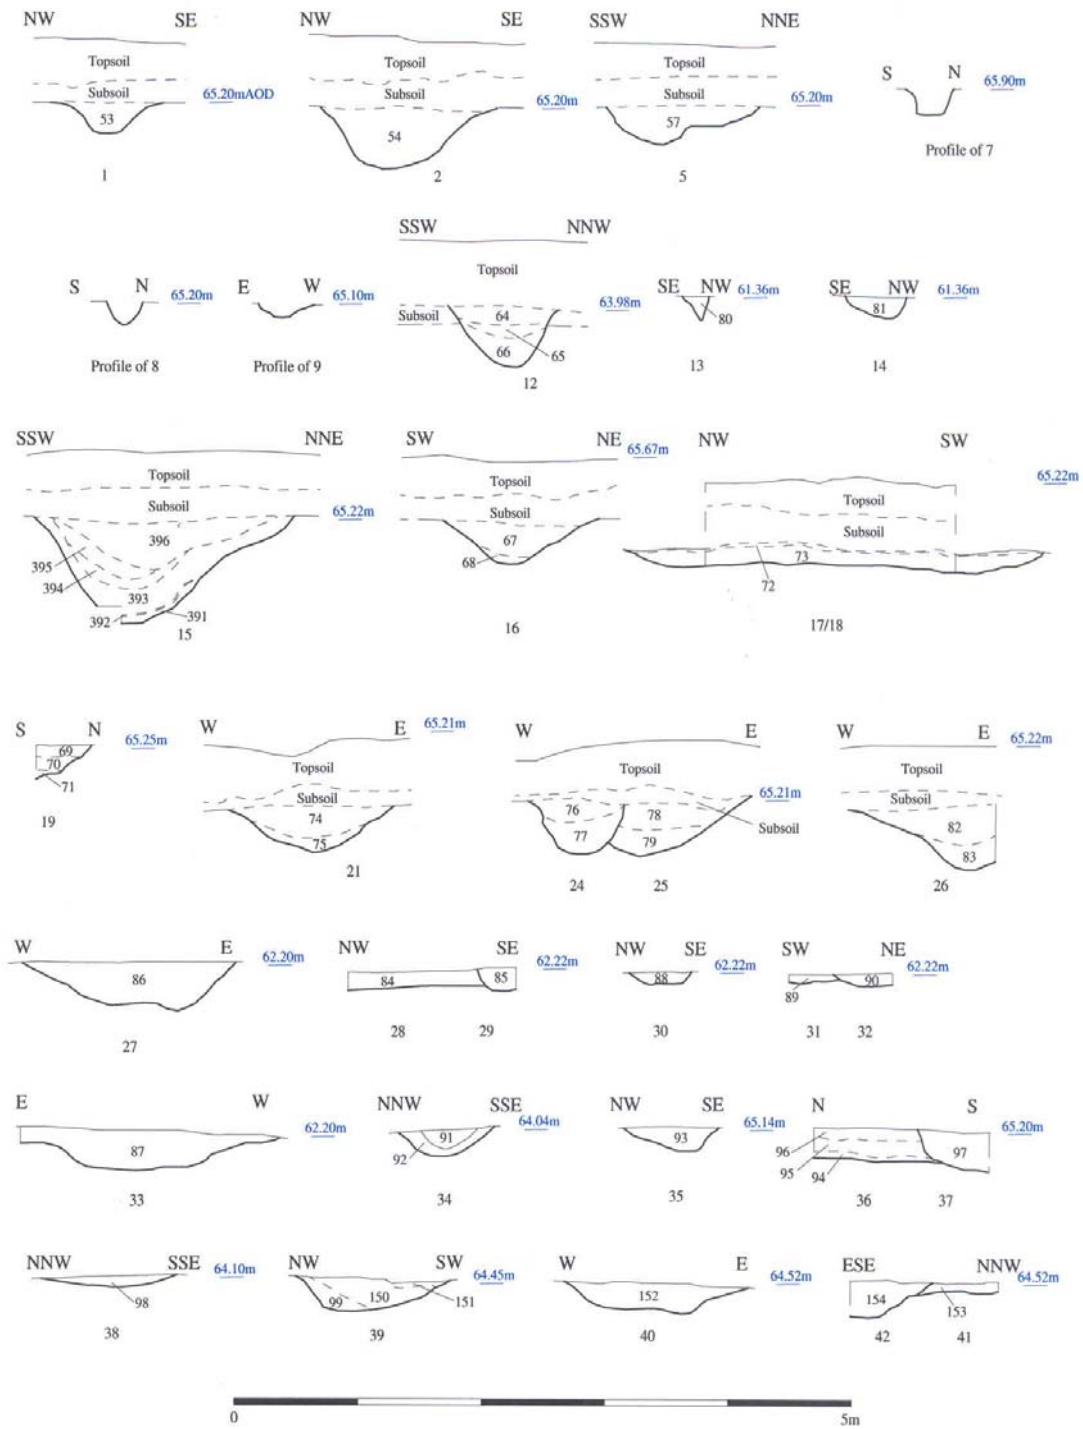 NW SE NW SE SSW NNE
Topsoil Topsoil Topsoil S N 65.90m
Subsoil 65.20mAOD Subsoil 65.20m Subsoil 65.20m
53 54 57
Profile of 7
1 2 5
SSW NNW
Topsoil
S N 65.20m E W 65.10m SE NW 61.36m SE NW 61.36m
Subsoil 64 63.98m
80 81
66 65
Profile of 8 Profile of 9 12 13 14
SSW NNE SW NE 65.67m NW SW
65.22m
Topsoil Topsoil Topsoil
Subsoil 65.22m Subsoil Subsoil
396 67 73
395 68 72
394 393
392 391
15 16 17/18
S N 65.25m W E 65.21m W E W E 65.22m
69 Topsoil Topsoil Topsoil
70 Subsoil 65.21m Subsoil
71 74 76 78 Subsoil 82
75 77 79 83
19 21 24 25 26
W E 62.20m NW SE 62.22m NW SE 62.22m SW NE 62.22m
86 84 85 88 89 90
27 28 29 30 31 32
E W 62.20m NNW SSE 64.04m NW SE 65.14m N S 65.20m
87 91 93 96 97
92 95 94
33 34 35 36 37
NNW SSE 64.10m NW SW 64.45m W E 64.52m ESE NNW 64.52m
98 99 150 151 152 154 153
38 39 40 42 41
0 5m